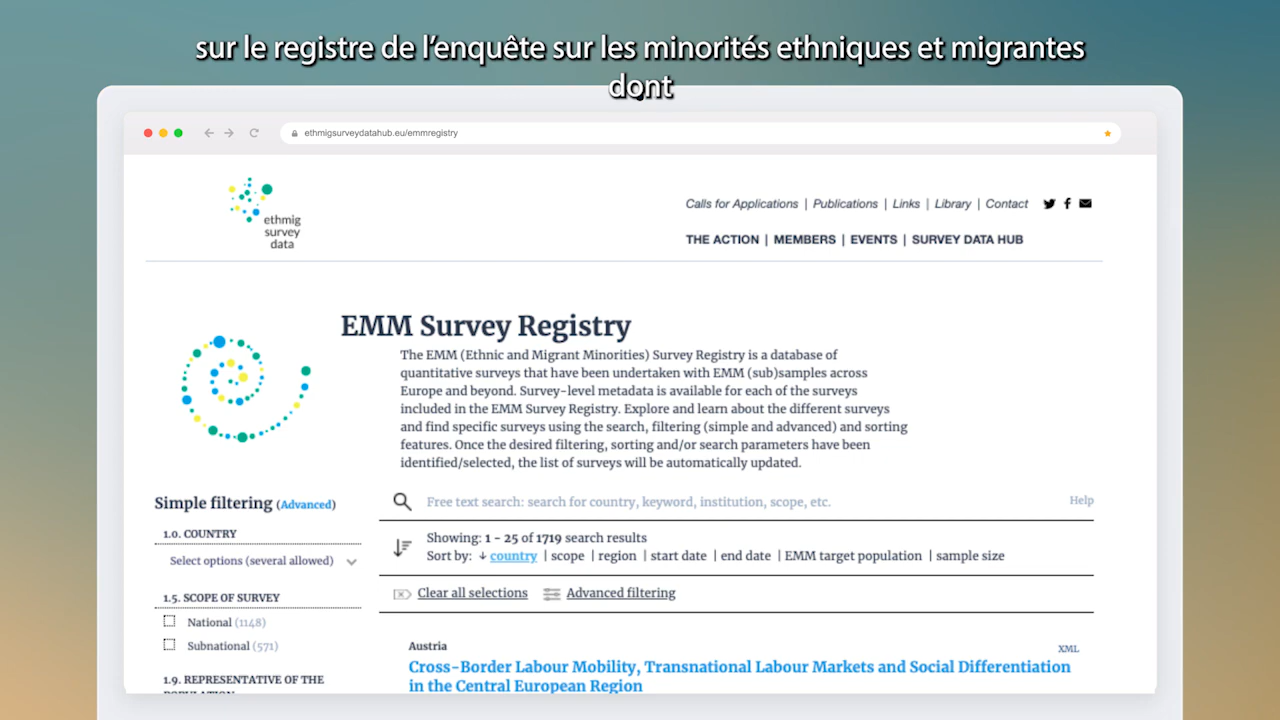 sur le registre de l’enquête sur les minorités ethniques et migrantes
dont
ethmigsurveydatahub.eu/emmregistry
ethmig
survey
data
Calls for Applications | Publications | Links | Library | Contact
THE ACTION | MEMBERS | EVENTS | SURVEY DATA HUB
EMM Survey Registry
The EMM (Ethnic and Migrant Minorities) Survey Registry is a database of
quantitative surveys that have been undertaken with EMM (sub)samples across
Europe and beyond. Survey-level metadata is available for each of the surveys
included in the EMM Survey Registry. Explore and learn about the different surveys
and find specific surveys using the search, filtering (simple and advanced) and sorting
features. Once the desired filtering, sorting and/or search parameters have been
identified/selected, the list of surveys will be automatically updated.
Simple filtering (Advanced)
1.0. COUNTRY
Select options (several allowed)
1.5. SCOPE OF SURVEY
National (1148)
Subnational (571)
1.9. REPRESENTATIVE OF THE
POPULATION
Free text search: search for country, keyword, institution, scope, etc.
Help
Showing: 1 - 25 of 1719 search results
Sort by: ↓ country | scope | region | start date | end date | EMM target population | sample size
Clear all selections
Advanced filtering
Austria
XML
Cross-Border Labour Mobility, Transnational Labour Markets and Social Differentiation
in the Central European Region